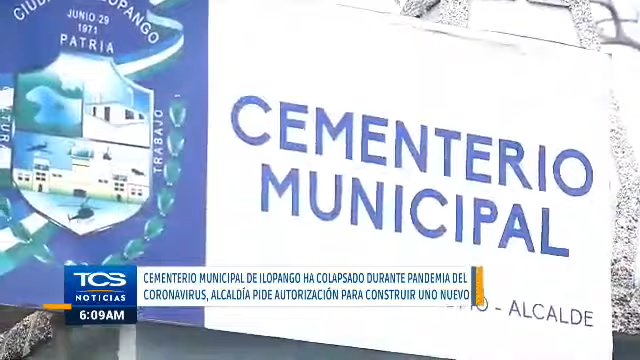 JUNIO 29
1971
PATRIA
TRABAJO
CEMENTERIO
MUNICIPAL
- ALCALDE
TCS
NOTICIAS
6:09AM
CEMENTERIO MUNICIPAL DE ILOPANGO HA COLAPSADO DURANTE PANDEMIA DEL
CORONAVIRUS, ALCALDÍA PIDE AUTORIZACIÓN PARA CONSTRUIR UNO NUEVO